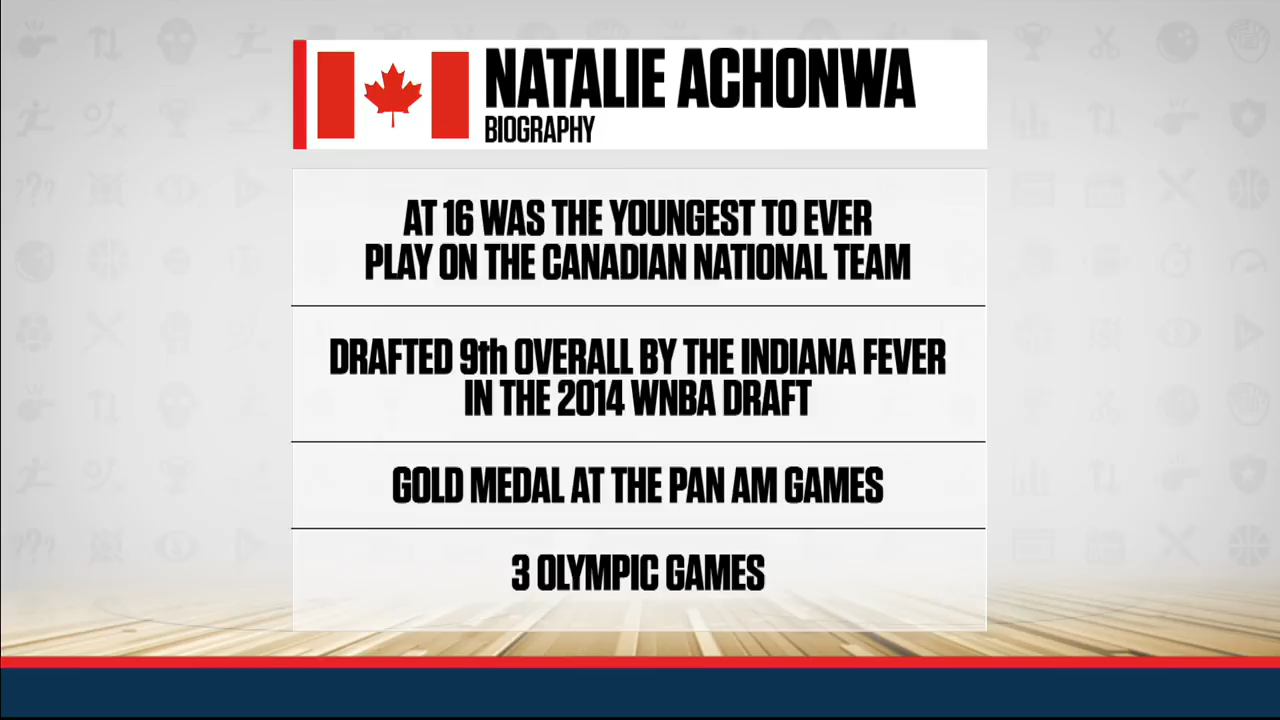 NATALIE ACHONWA
BIOGRAPHY
AT 16 WAS THE YOUNGEST TO EVER
PLAY ON THE CANADIAN NATIONAL TEAM
DRAFTED 9th OVERALL BY THE INDIANA FEVER
IN THE 2014 WNBA DRAFT
GOLD MEDAL AT THE PAN AM GAMES
3 OLYMPIC GAMES